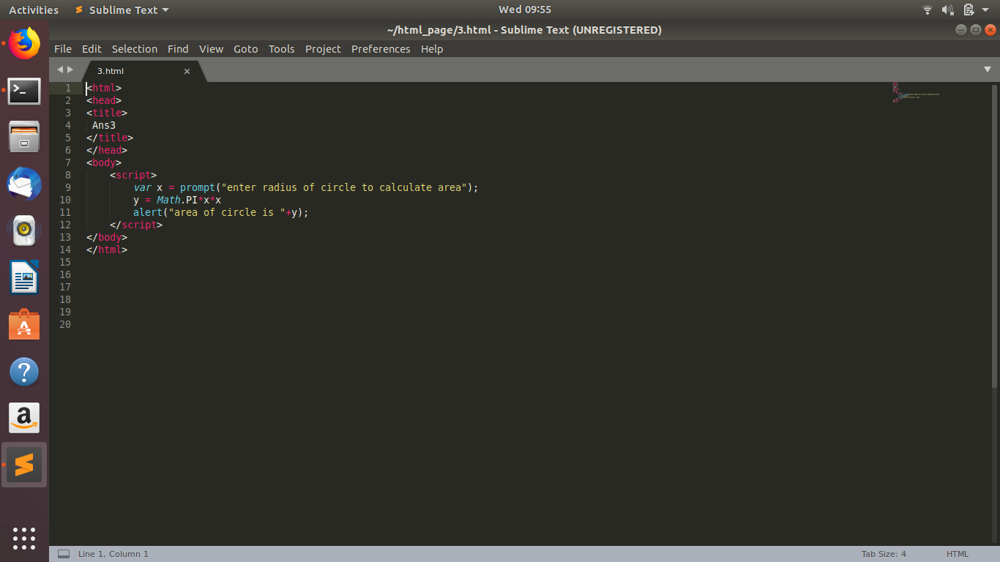 Activities Sublime Text Wed 09:55
~/html_page/3.html - Sublime Text (UNREGISTERED)
File Edit Selection Find View Goto Tools Project Preferences Help
3.html
1 <html>
2 <head>
3 <title>
4  Ans3
5 </title>
6 </head>
7 <body>
8     <script>
9         var x = prompt("enter radius of circle to calculate area");
10         y = Math.PI*x*x
11         alert("area of circle is "+y);
12     </script>
13 </body>
14 </html>
15
16
17
18
19
20
Line 1, Column 1 Tab Size: 4 HTML